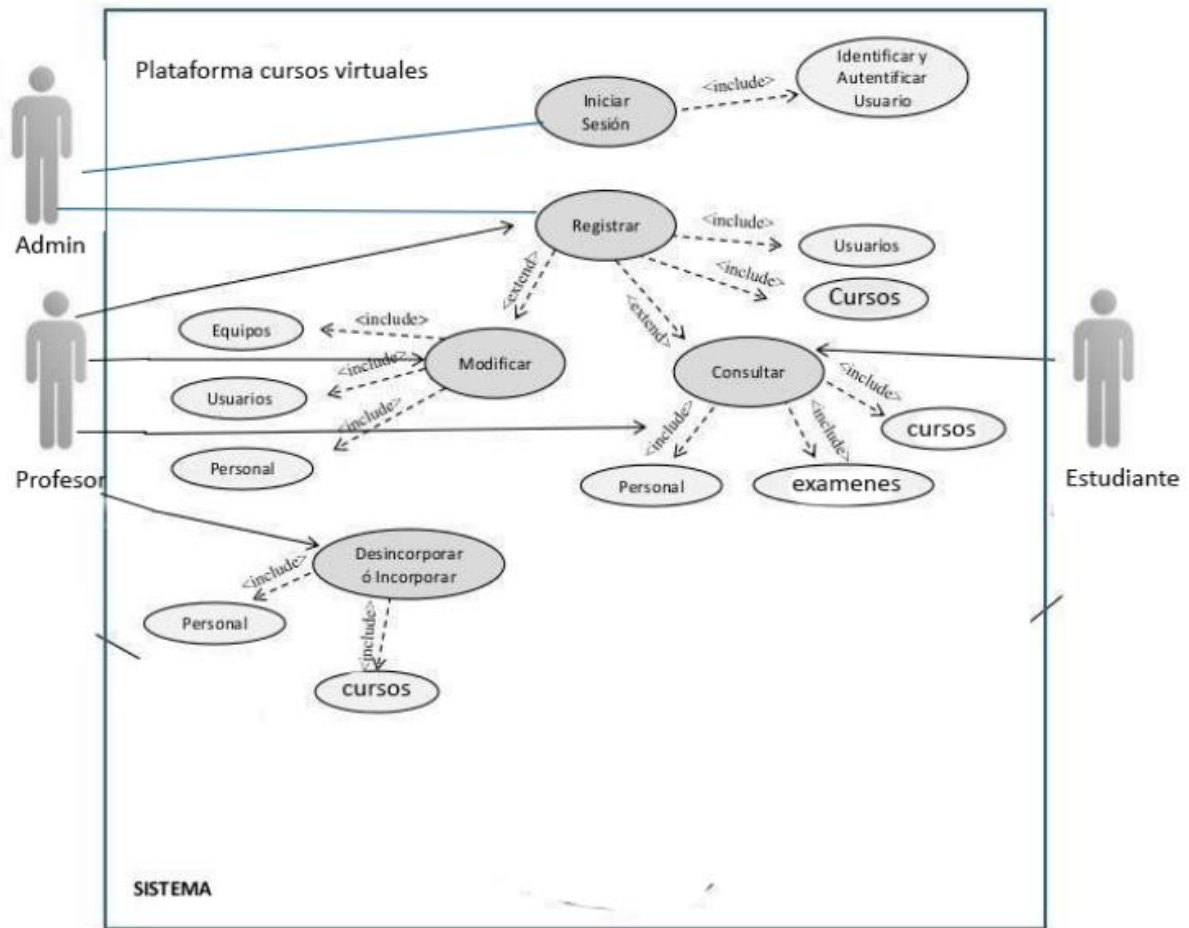 Plataforma cursos virtuales
Identificar y
Autentificar
Usuario
<include>
Iniciar
Sesión
Admin
Registrar
<include>
Usuarios
<include>
Cursos
<extend>
<extend>
Equipos
<include>
Modificar
<include>
Usuarios
<include>
Personal
Consultar
<include>
cursos
<include>
Personal
<include>
examenes
Profesor
Estudiante
Desincorporar
ó Incorporar
<include>
Personal
<include>
cursos
SISTEMA